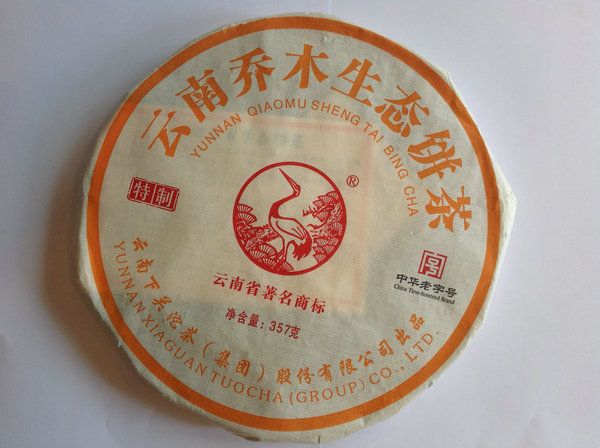 云南乔木生态饼茶
YUNNAN QIAOMU SHENG TAI BING CHA
特制
®
云南省著名商标
净含量：357克
中华老字号
China Time-honored Brand
云南下关沱茶（集团）股份有限公司出品
YUNNAN XIAGUAN TUOCHA (GROUP) CO., LTD.